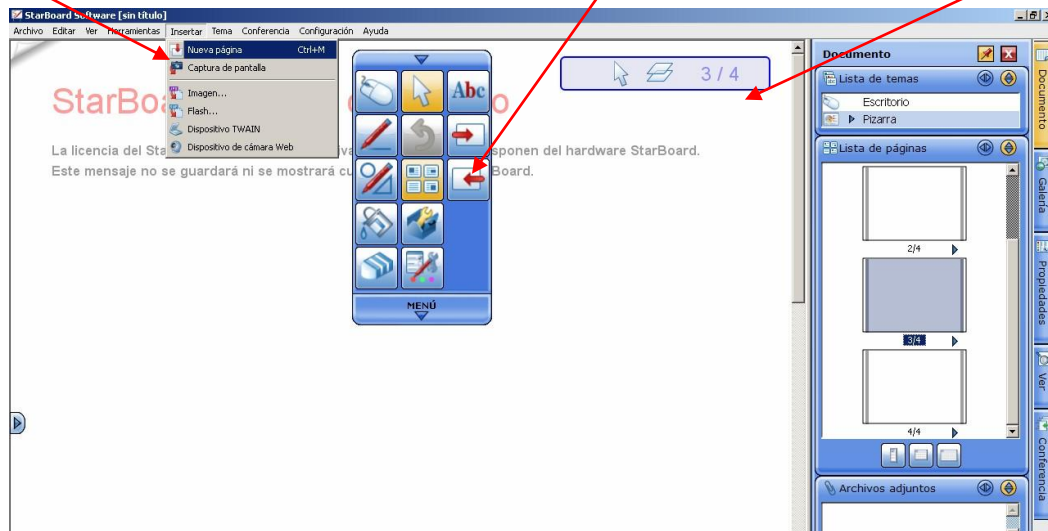 StarBoard Software [sin título]
Archivo Editar Ver Herramientas Insertar Tema Conferencia Configuración Ayuda
Nueva página Ctrl+M
Captura de pantalla
Imagen...
Flash...
Dispositivo TWAIN
Dispositivo de cámara Web
Abc
MENÚ
3 / 4
StarBoa o
La licencia del Sta iva sponen del hardware StarBoard.
Este mensaje no se guardará ni se mostrará cu Board.
Documento
Lista de temas
Escritorio
Pizarra
Lista de páginas
2/4
3/4
4/4
Archivos adjuntos
Documento
Galería
Propiedades
Ver
Conferencia